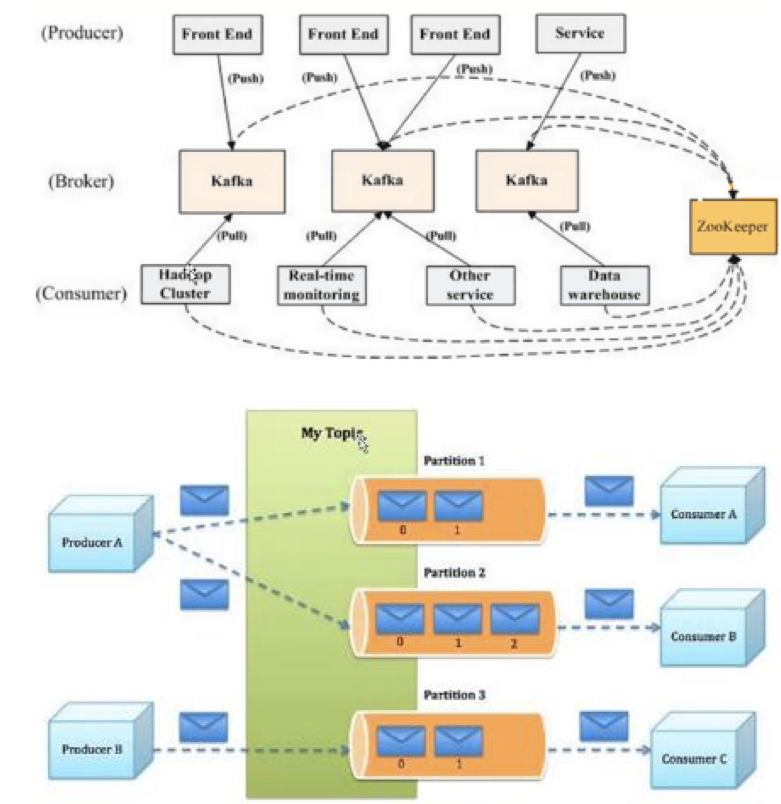 (Producer)
Front End
Front End
Front End
Service
(Push)
(Push)
(Push)
(Push)
(Broker)
Kafka
Kafka
Kafka
ZooKeeper
(Pull)
(Pull)
(Pull)
(Pull)
(Consumer)
Hadoop
Cluster
Real-time
monitoring
Other
service
Data
warehouse
My Topic
Partition 1
Producer A
0 1
Consumer A
Partition 2
0 1 2
Consumer B
Partition 3
Producer B
0 1
Consumer C